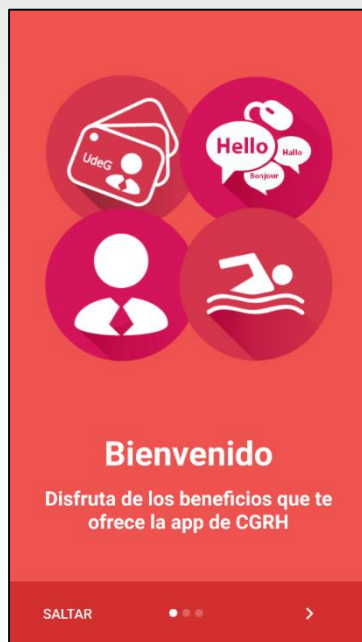 UdeG
Hello
Hallo
Bonjour
Bienvenido
Disfruta de los beneficios que te
ofrece la app de CGRH
SALTAR